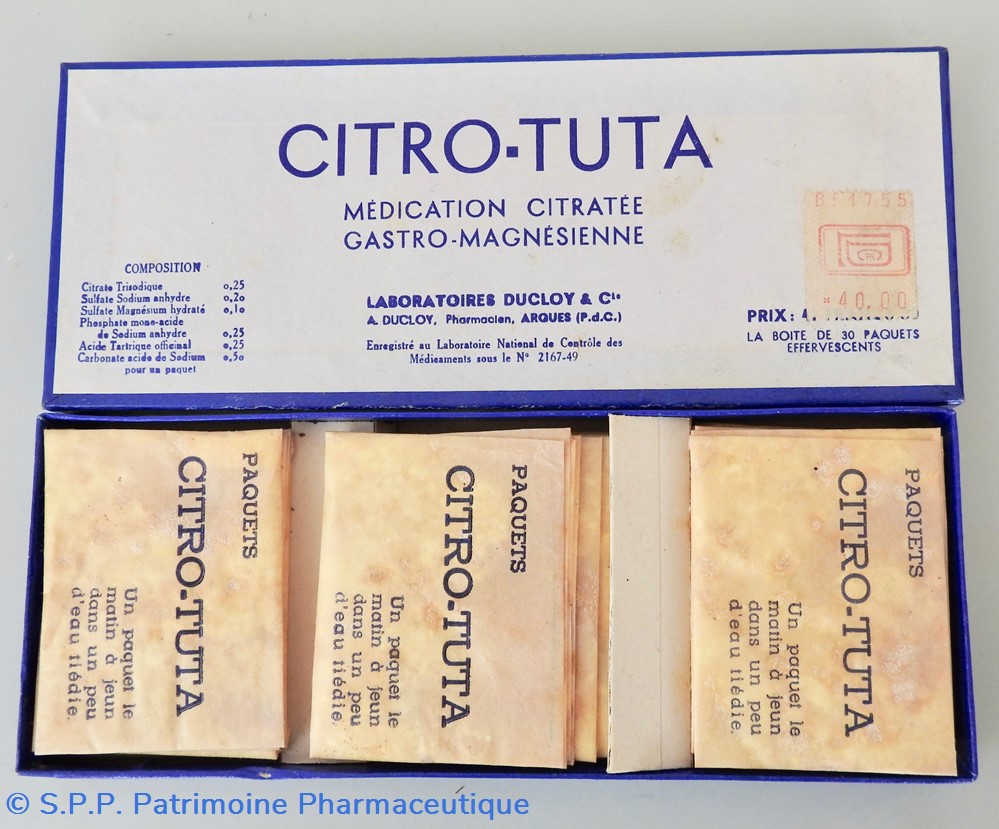 CITRO-TUTA
MÉDICATION CITRATÉE
GASTRO-MAGNÉSIENNE
COMPOSITION
Citrate Trisodique 0,25
Sulfate Sodium anhydre 0,20
Sulfate Magnésium hydraté 0,10
Phosphate mono-acide
de Sodium anhydre 0,25
Acide Tartrique officinal 0,25
Carbonate acide de Sodium 0,50
pour un paquet
LABORATOIRES DUCLOY & Cie
A. DUCLOY, Pharmacien, ARQUES (P.d.C.)
Enregistré au Laboratoire National de Contrôle des
Médicaments sous le N° 2167-49
40.00
PRIX :
LA BOITE DE 30 PAQUETS
EFFERVESCENTS
PAQUETS
CITRO-TUTA
Un paquet le
matin à jeun
dans un peu
d'eau tiédie.
PAQUETS
CITRO-TUTA
Un paquet le
matin à jeun
dans un peu
d'eau tiédie.
PAQUETS
CITRO-TUTA
Un paquet le
matin à jeun
dans un peu
d'eau tiédie.
© S.P.P. Patrimoine Pharmaceutique